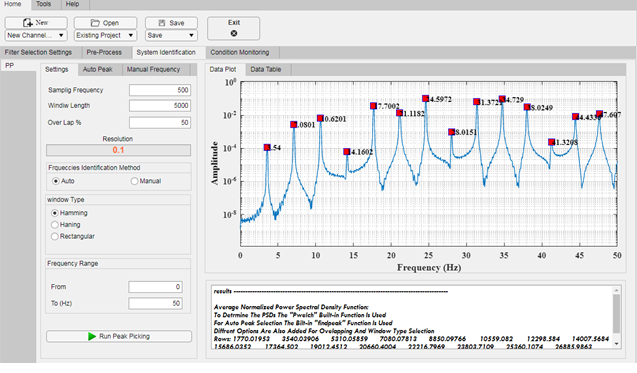 Home Tools Help
New Open Save Exit
New Channel... Existing Project Save
Filter Selection Settings Pre-Process System Identification Condition Monitoring
PP
Settings Auto Peak Manual Frequency
Samplig Frequency 500
Windiw Length 5000
Over Lap % 50
Resolution
0.1
Frqueccies Identification Method
Auto Manual
window Type
Hamming
Haning
Rectangular
Frequency Range
From 0
To (Hz) 50
Run Peak Picking
Data Plot Data Table
10^0
10^-2
10^-4
10^-6
10^-8
Amplitude
3.54 7.0801 10.6201 14.1602 17.7002 21.1182 24.5972 28.0151 31.3721 34.729 38.0249 41.3208 44.4336 47.607
0 5 10 15 20 25 30 35 40 45 50
Frequency (Hz)
results
Average Normalized Power Spectral Density Function:
To Detrmine The PSDs The "Pwelch" Built-in Function Is Used
For Auto Peak Selection The Bilt-in "findpeak" Function Is Used
Diffrent Options Are Also Added For Ovelapping And Window Type Selection
Rows: 1770.01953 3540.03906 5310.05859 7080.07813 8850.09766 10559.082 12298.584 14007.5684
15686.0352 17364.502 19012.4512 20660.4004 22216.7969 23803.7109 25360.1074 26885.9863